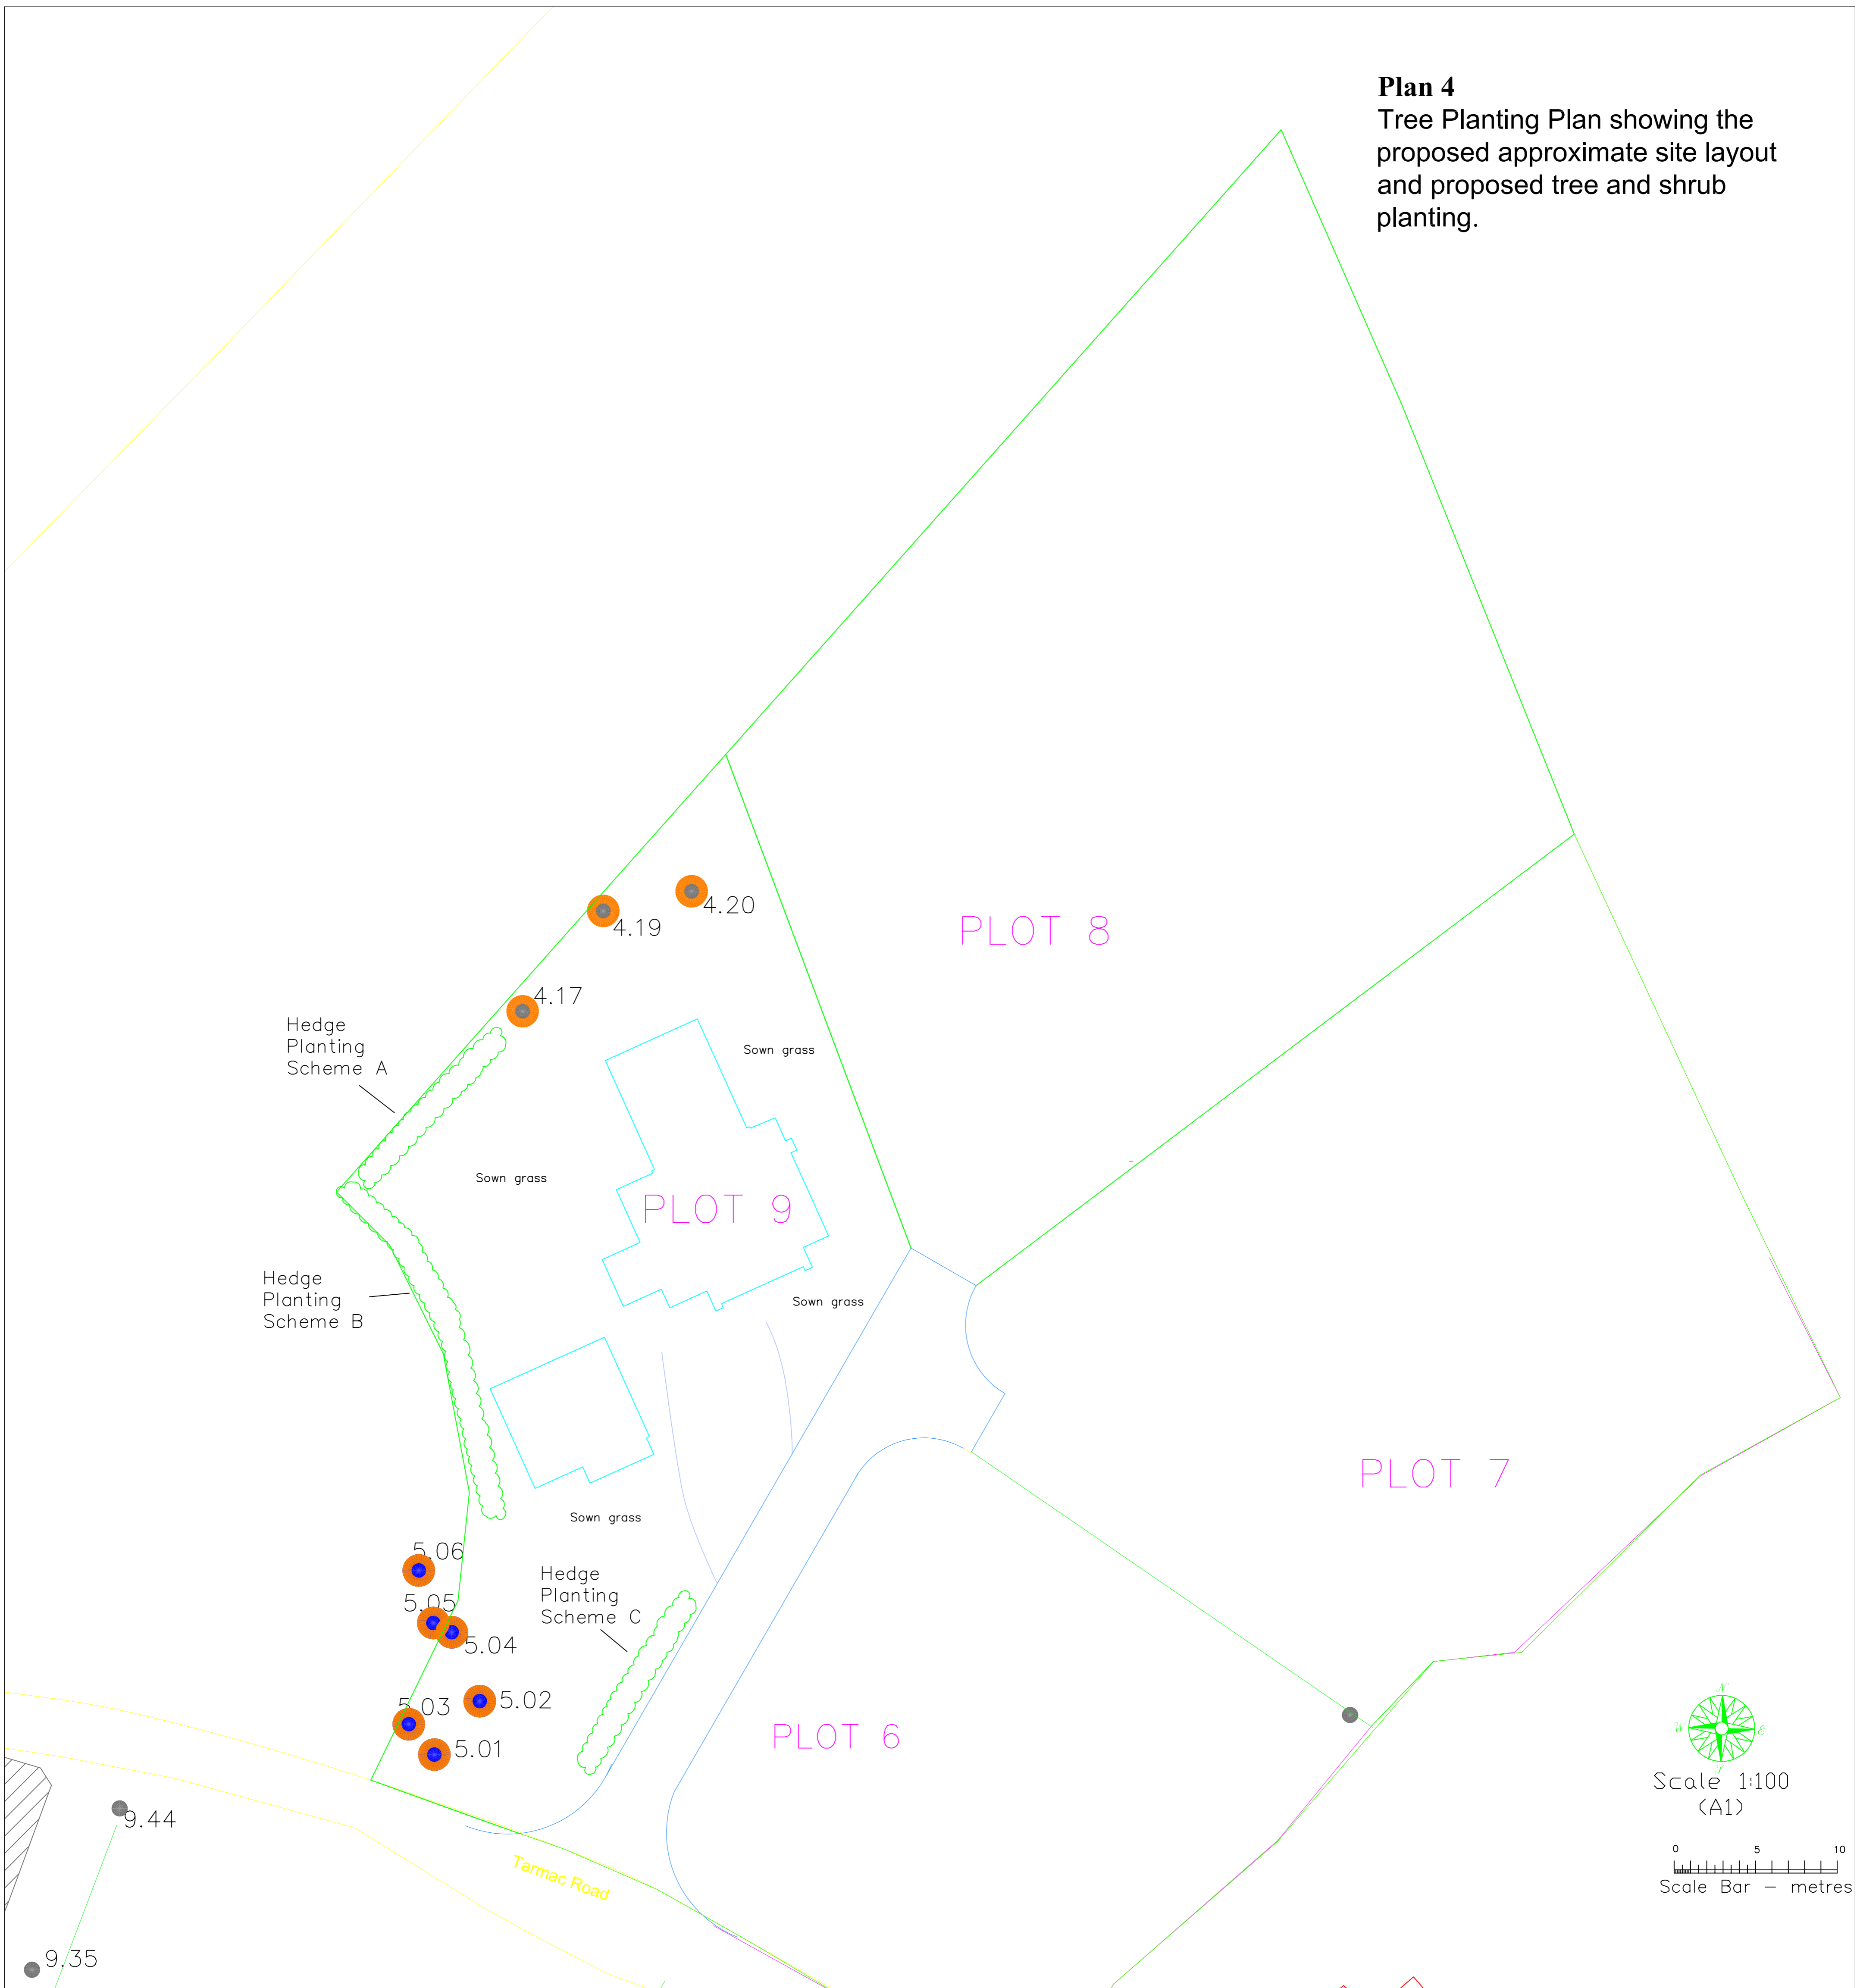 Plan 4
Tree Planting Plan showing the
proposed approximate site layout
and proposed tree and shrub
planting.
4.20
4.19
PLOT 8
4.17
Hedge
Planting
Scheme A
Sown grass
Sown grass
PLOT 9
Hedge
Planting
Scheme B
Sown grass
PLOT 7
Sown grass
5.06
Hedge
Planting
Scheme C
5.05
5.04
5.02
5.03
5.01
PLOT 6
N
W
E
S
Scale 1:100
(A1)
9.44
0 5 10
Scale Bar - metres
Tarmac Road
9.35